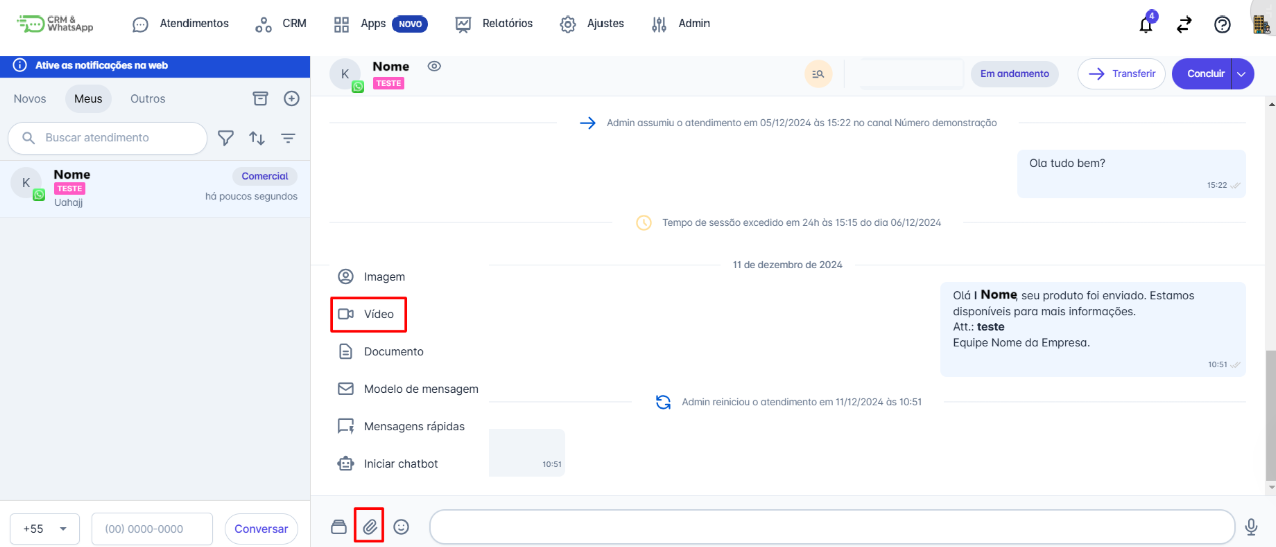 CRM &
WhatsApp
Atendimentos
CRM
Apps NOVO
Relatórios
Ajustes
Admin
4
Ative as notificações na web
Novos
Meus
Outros
Buscar atendimento
K
Nome
TESTE
Uahajj
Comercial
há poucos segundos
+55
(00) 0000-0000
Conversar
K
Nome
TESTE
Em andamento
Transferir
Concluir
Admin assumiu o atendimento em 05/12/2024 às 15:22 no canal Número demonstração
Ola tudo bem?
15:22
Tempo de sessão excedido em 24h às 15:15 do dia 06/12/2024
11 de dezembro de 2024
Olá I Nome, seu produto foi enviado. Estamos
disponíveis para mais informações.
Att.: teste
Equipe Nome da Empresa.
10:51
Admin reiniciou o atendimento em 11/12/2024 às 10:51
10:51
Imagem
Vídeo
Documento
Modelo de mensagem
Mensagens rápidas
Iniciar chatbot